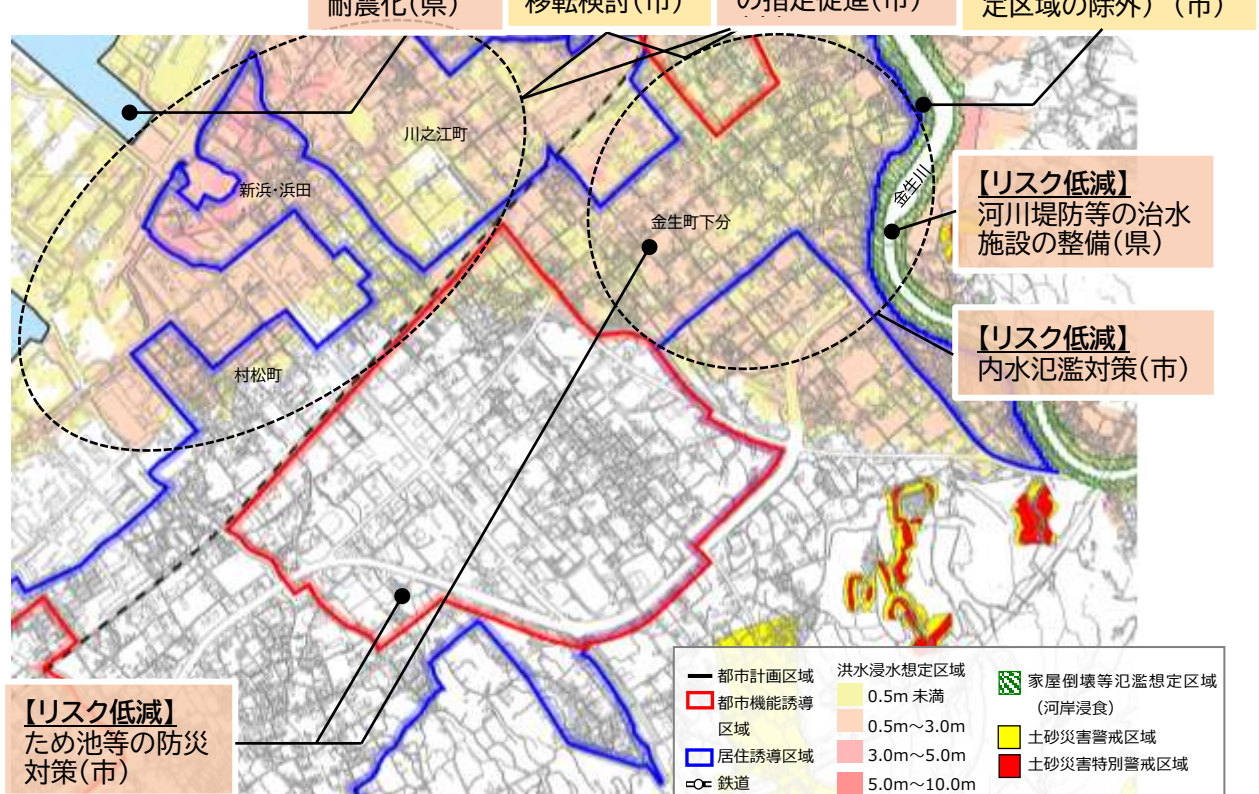 耐震化（県）
移転検討（市）
の指定促進（市）
定区域の除外）（市）
川之江町
新浜・浜田
金生町下分
金生川
村松町
【リスク低減】
河川堤防等の治水
施設の整備（県）
【リスク低減】
内水氾濫対策（市）
【リスク低減】
ため池等の防災
対策（市）
都市計画区域
都市機能誘導
区域
居住誘導区域
鉄道
洪水浸水想定区域
0.5m 未満
0.5m～3.0m
3.0m～5.0m
5.0m～10.0m
家屋倒壊等氾濫想定区域
（河岸浸食）
土砂災害警戒区域
土砂災害特別警戒区域